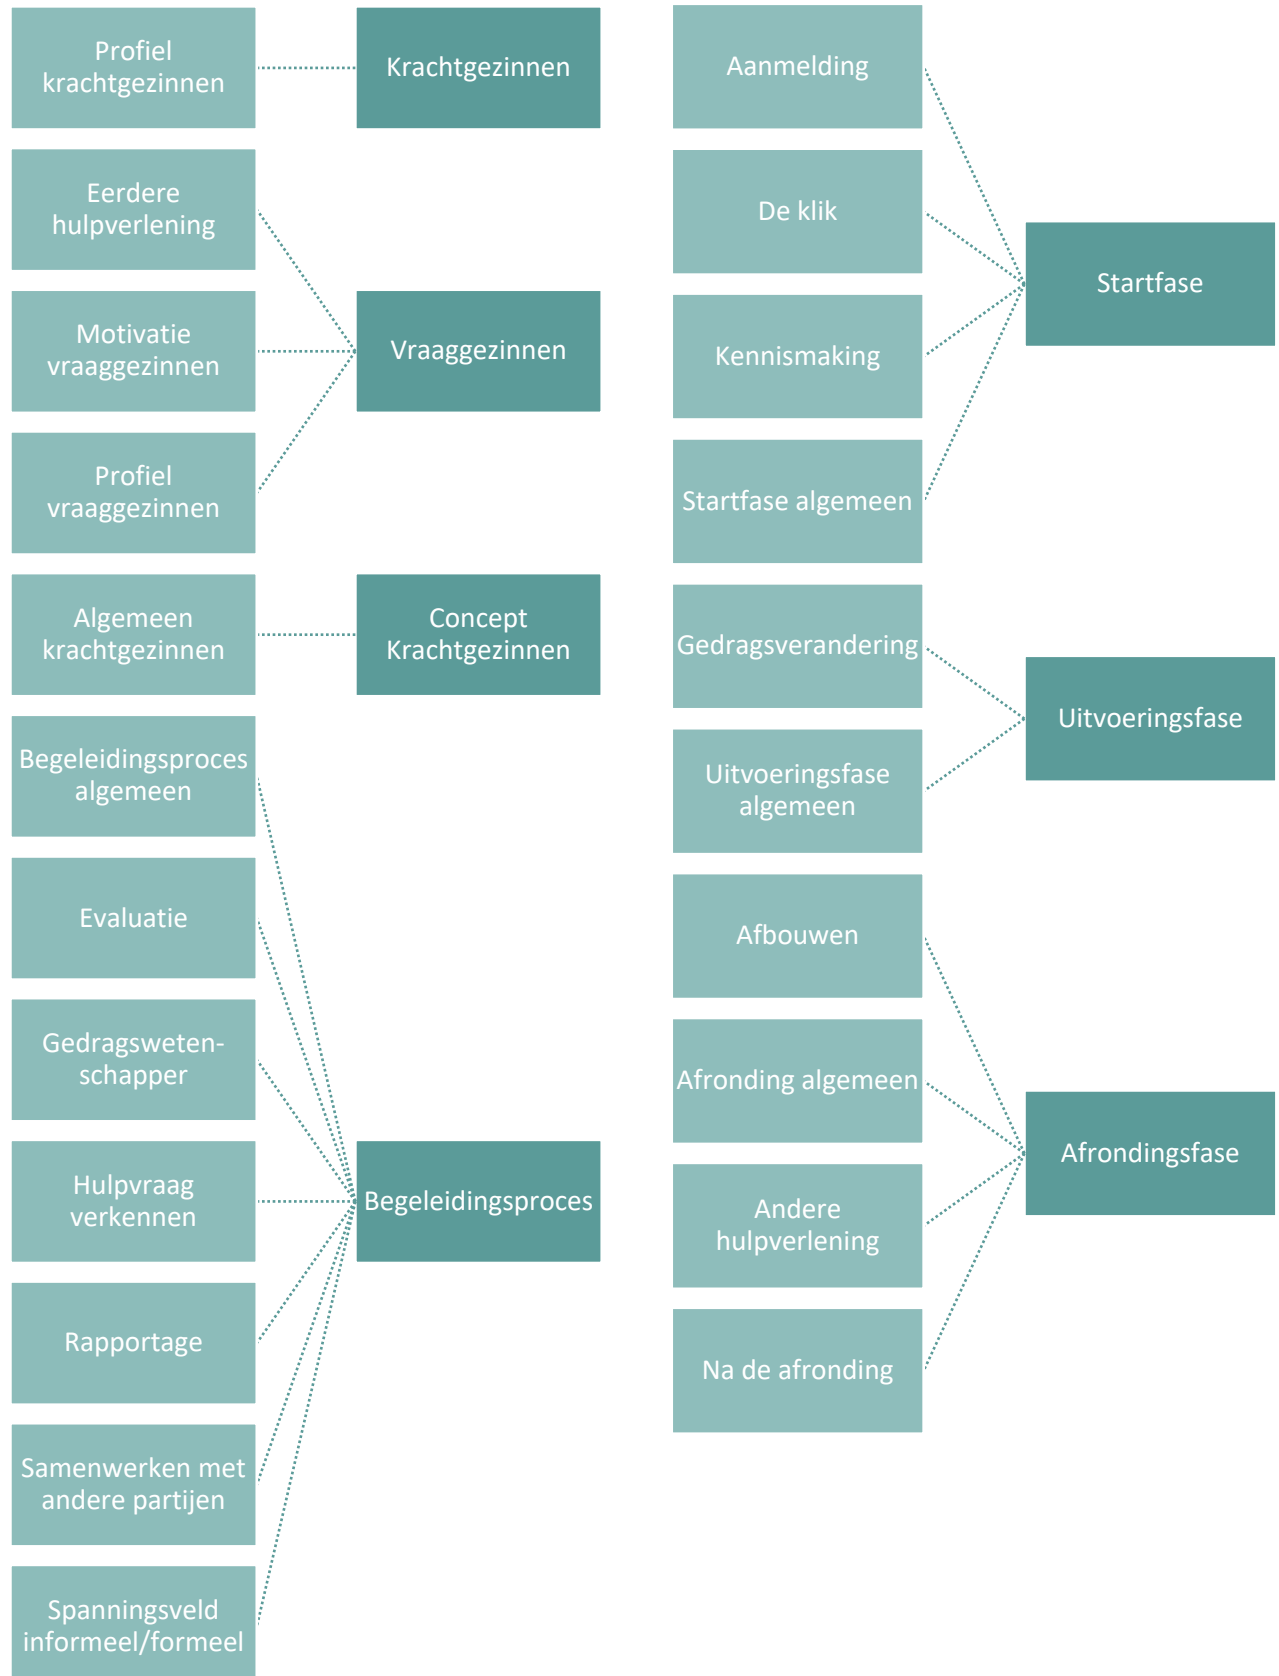 Profiel
krachtgezinnen
Krachtgezinnen
Eerdere
hulpverlening
Motivatie
vraaggezinnen
Vraaggezinnen
Profiel
vraaggezinnen
Algemeen
krachtgezinnen
Concept
Krachtgezinnen
Begeleidingsproces
algemeen
Evaluatie
Gedragsweten-
schapper
Hulpvraag
verkennen
Begeleidingsproces
Rapportage
Samenwerken met
andere partijen
Spanningsveld
informeel/formeel
Aanmelding
De klik
Startfase
Kennismaking
Startfase algemeen
Gedragsverandering
Uitvoeringsfase
Uitvoeringsfase
algemeen
Afbouwen
Afronding algemeen
Afrondingsfase
Andere
hulpverlening
Na de afronding